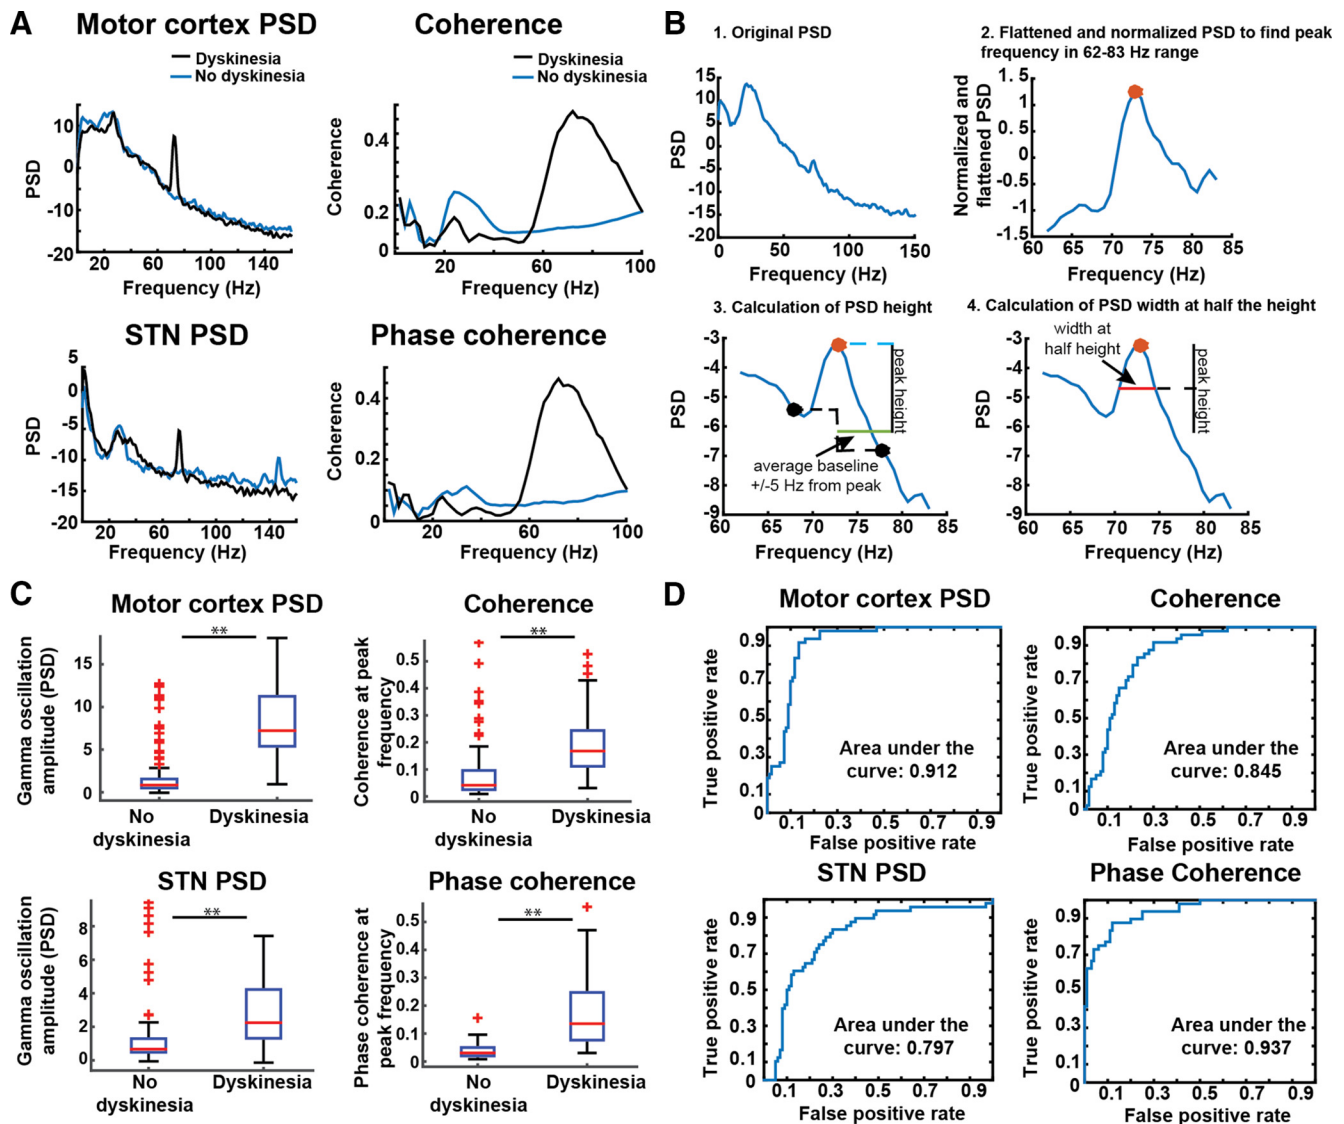 A
Motor cortex PSD
Dyskinesia
No dyskinesia
PSD
10
0
-10
-20
20
60
100
140
Frequency (Hz)
Coherence
Dyskinesia
No dyskinesia
Coherence
0.4
0.2
0
20
60
100
Frequency (Hz)
STN PSD
PSD
5
0
-5
-10
-15
-20
20
60
100
140
Frequency (Hz)
Phase coherence
Coherence
0.4
0.2
0
20
60
100
Frequency (Hz)
B
1. Original PSD
PSD
15
10
5
0
-5
-10
-15
-20
0
50
100
150
Frequency (Hz)
2. Flattened and normalized PSD to find peak
frequency in 62-83 Hz range
Normalized and
flattened PSD
1. 5
1
0.5
0
-0.5
-1
-1.5
60
65
70
75
80
85
Frequency (Hz)
3. Calculation of PSD height
PSD
-3
-4
-5
-6
-7
-8
-9
peak height
average baseline
+/-5 Hz from peak
60
65
70
75
80
85
Frequency (Hz)
4. Calculation of PSD width at half the height
width at
half height
peak height
PSD
-3
-4
-5
-6
-7
-8
-9
60
65
70
75
80
85
Frequency (Hz)
C
Motor cortex PSD
Gamma oscillation
amplitude (PSD)
**
15
10
5
0
No
dyskinesia
Dyskinesia
Coherence
Coherence at peak
frequency
**
0.5
0.4
0.3
0.2
0.1
0
No
dyskinesia
Dyskinesia
STN PSD
Gamma oscillation
amplitude (PSD)
**
8
6
4
2
0
No
dyskinesia
Dyskinesia
Phase coherence
Phase coherence at
peak frequency
**
0.5
0.4
0.3
0.2
0.1
0
No
dyskinesia
Dyskinesia
D
Motor cortex PSD
True positive rate
0.9
0.7
0.5
0.3
0.1
0
Area under the
curve: 0.912
0.1
0.3
0.5
0.7
0.9
False positive rate
Coherence
True positive rate
0.9
0.7
0.5
0.3
0.1
0
Area under the
curve: 0.845
0.1
0.3
0.5
0.7
0.9
False positive rate
STN PSD
True positive rate
0.9
0.7
0.5
0.3
0.1
0
Area under the
curve: 0.797
0.1
0.3
0.5
0.7
0.9
False positive rate
Phase Coherence
True positive rate
0.9
0.7
0.5
0.3
0.1
0
Area under the
curve: 0.937
0.1
0.3
0.5
0.7
0.9
False positive rate